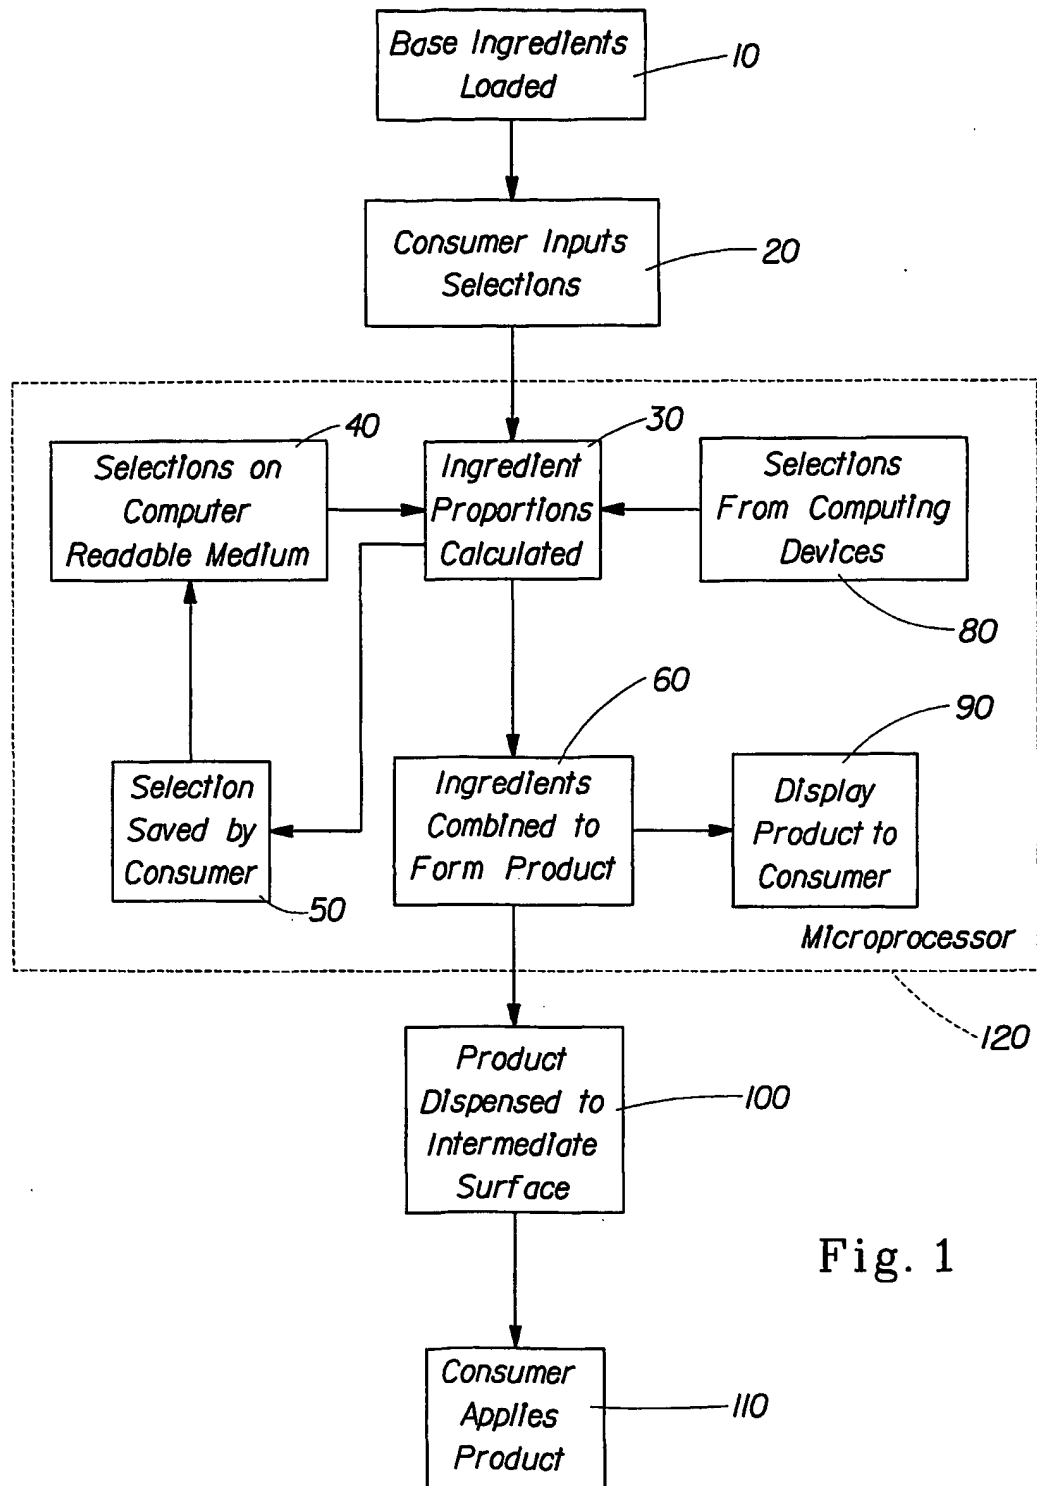 Base Ingredients
Loaded
10
Consumer Inputs
Selections
20
40
Selections on
Computer
Readable Medium
30
Ingredient
Proportions
Calculated
Selections
From Computing
Devices
80
60
90
Selection
Saved by
Consumer
50
Ingredients
Combined to
Form Product
Display
Product to
Consumer
Microprocessor
120
Product
Dispensed to
Intermediate
Surface
100
Fig. 1
Consumer
Applies
Product
110